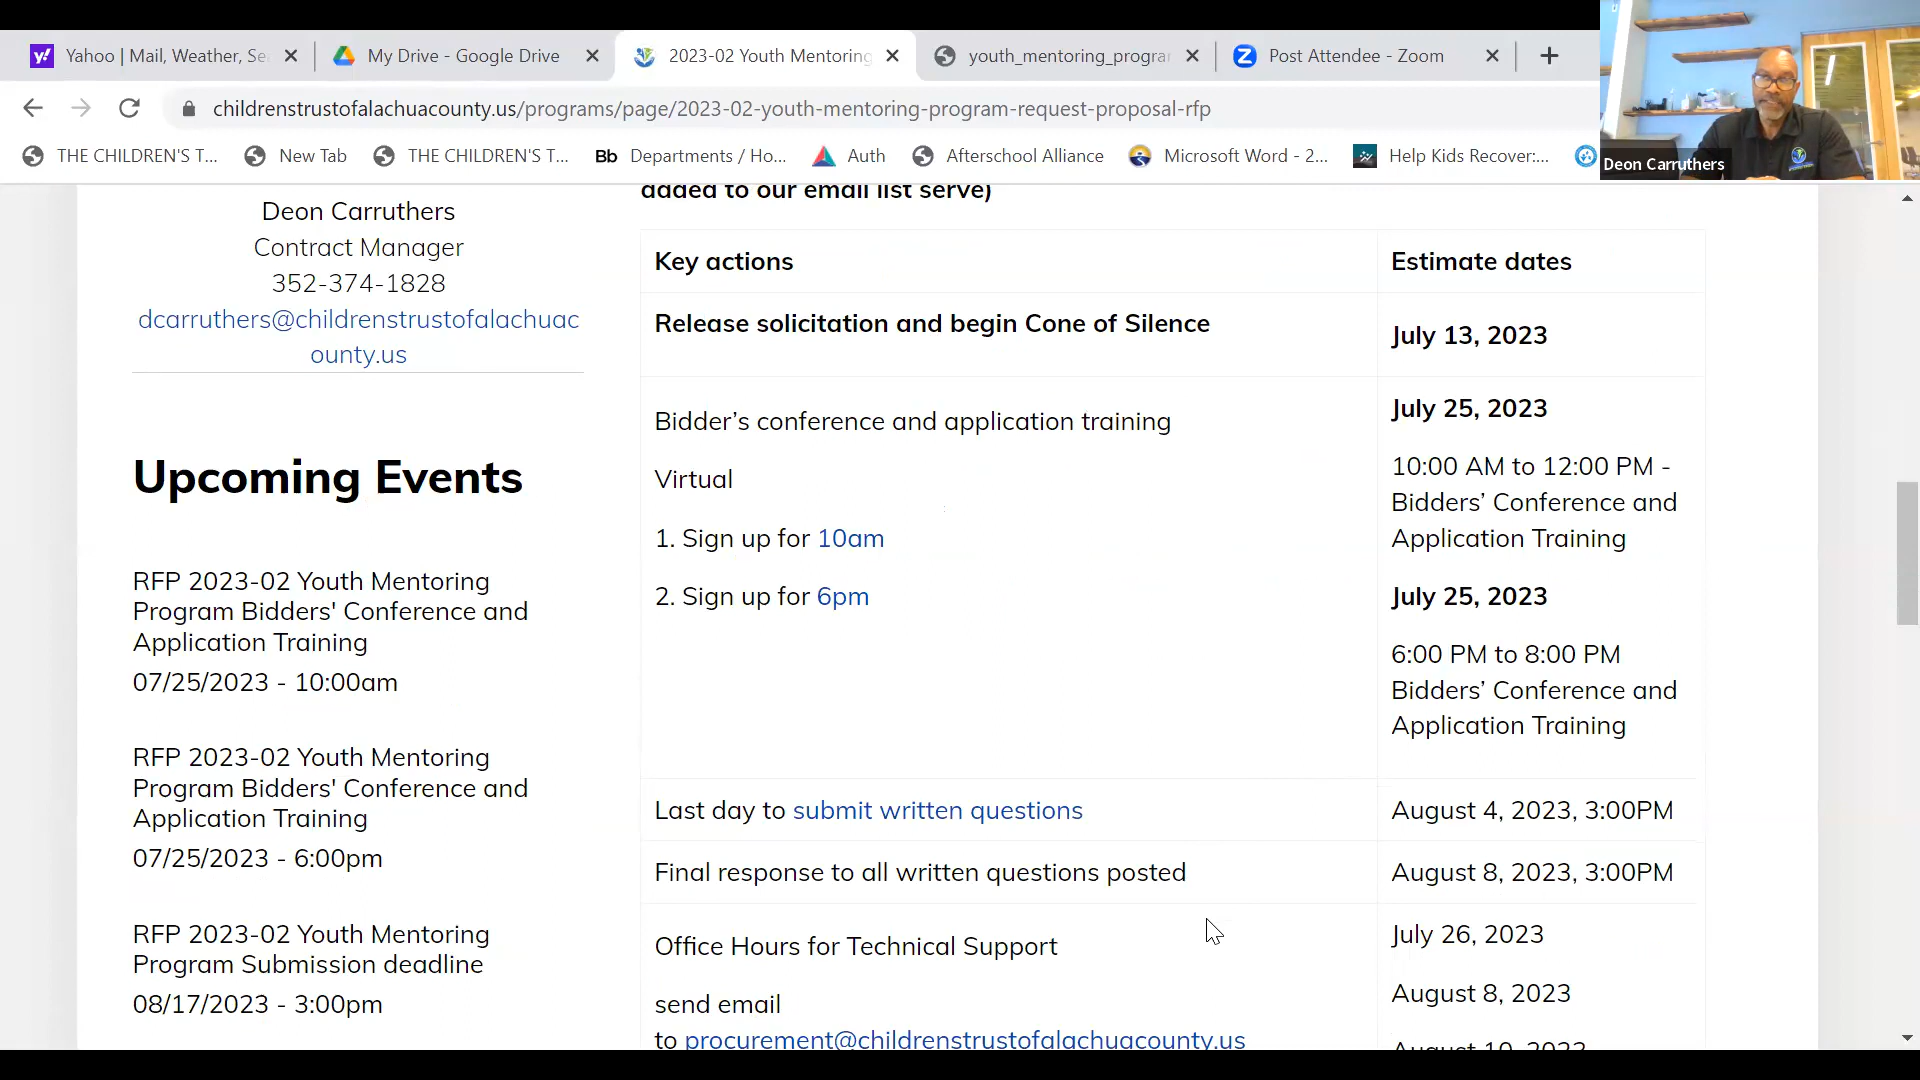 Yahoo | Mail, Weather, Se
My Drive - Google Drive
2023-02 Youth Mentoring
youth_mentoring_progra
Post Attendee - Zoom
childrenstrustofalachuacounty.us/programs/page/2023-02-youth-mentoring-program-request-proposal-rfp
THE CHILDREN'S T...
New Tab
THE CHILDREN'S T...
Bb Departments / Ho...
Auth
Afterschool Alliance
Microsoft Word - 2...
Help Kids Recover:...
Deon Carruthers
added to our email list serve)
Deon Carruthers
Contract Manager
352-374-1828
dcarruthers@childrenstrustofalachuac
ounty.us
Upcoming Events
RFP 2023-02 Youth Mentoring
Program Bidders' Conference and
Application Training
07/25/2023 - 10:00am
RFP 2023-02 Youth Mentoring
Program Bidders' Conference and
Application Training
07/25/2023 - 6:00pm
RFP 2023-02 Youth Mentoring
Program Submission deadline
08/17/2023 - 3:00pm
Key actions
Estimate dates
Release solicitation and begin Cone of Silence
July 13, 2023
Bidder’s conference and application training
Virtual
1. Sign up for 10am
2. Sign up for 6pm
July 25, 2023
10:00 AM to 12:00 PM -
Bidders’ Conference and
Application Training
July 25, 2023
6:00 PM to 8:00 PM
Bidders’ Conference and
Application Training
Last day to submit written questions
August 4, 2023, 3:00PM
Final response to all written questions posted
August 8, 2023, 3:00PM
Office Hours for Technical Support
send email
to procurement@childrenstrustofalachuacounty.us
July 26, 2023
August 8, 2023
August 10, 2023